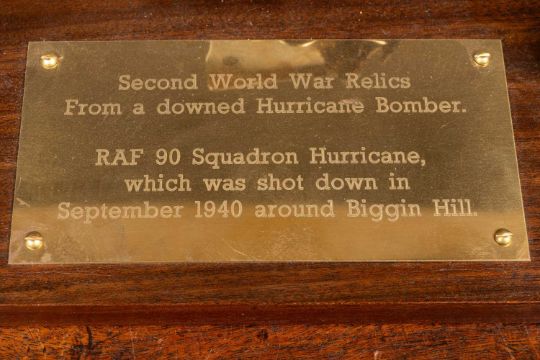 Second World War Relics
From a downed Hurricane Bomber.
RAF 90 Squadron Hurricane,
which was shot down in
September 1940 around Biggin Hill.